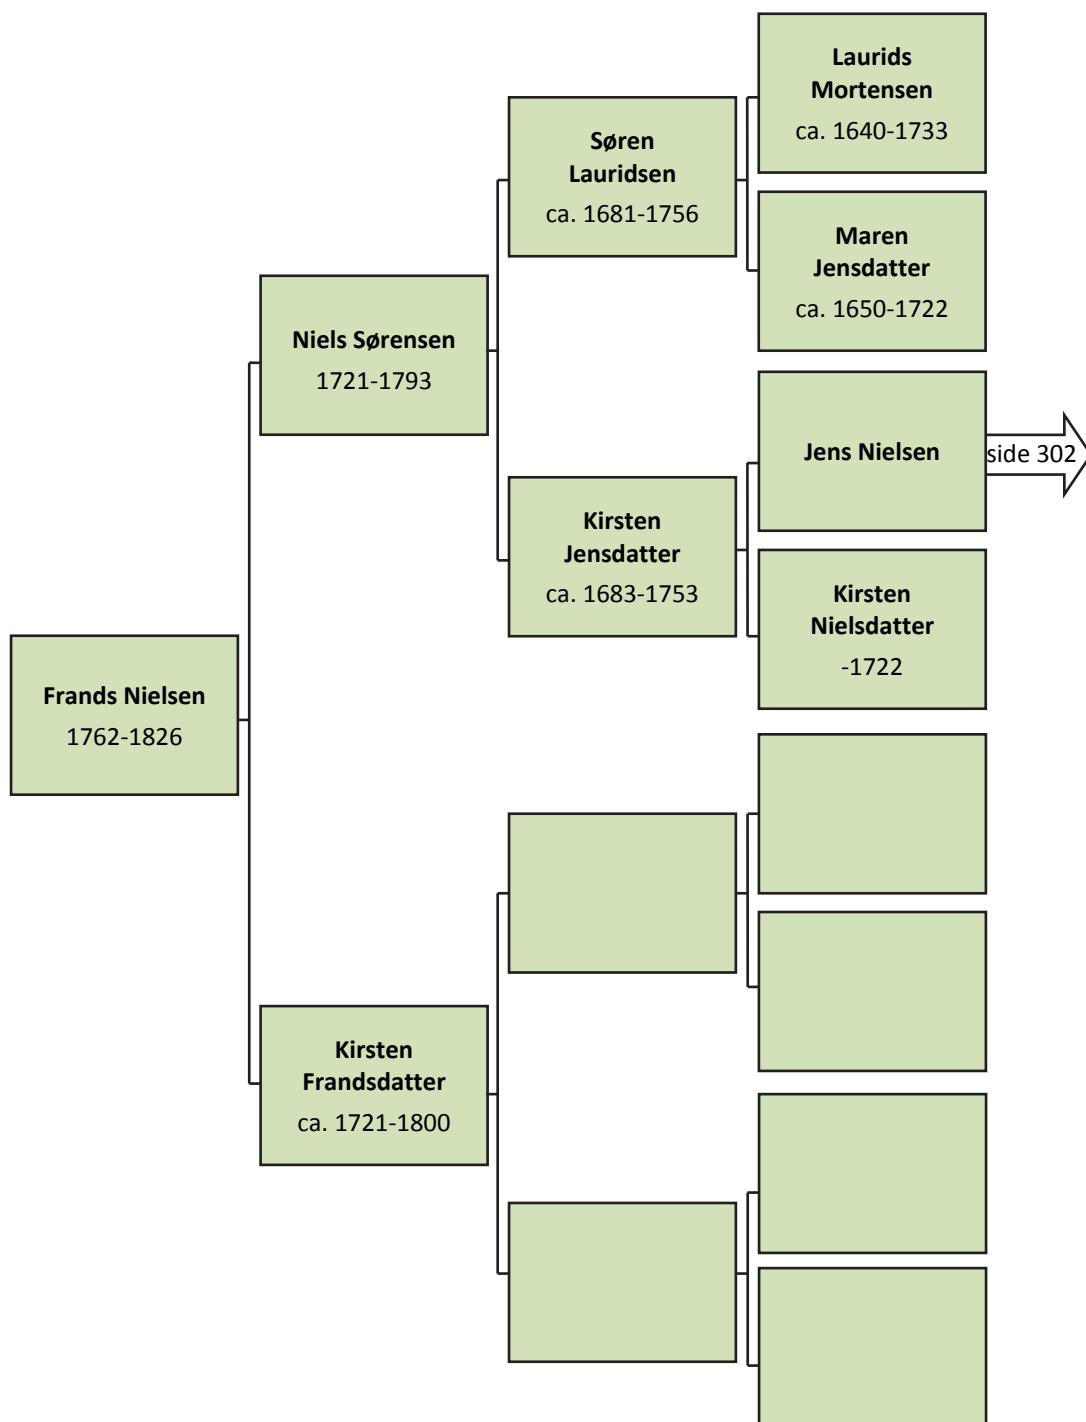 Laurids
Mortensen
ca. 1640-1733
Søren
Lauridsen
ca. 1681-1756
Maren
Jensdatter
ca. 1650-1722
Niels Sørensen
1721-1793
Jens Nielsen
side 302
Kirsten
Jensdatter
ca. 1683-1753
Kirsten
Nielsdatter
-1722
Frands Nielsen
1762-1826
Kirsten
Frandsdatter
ca. 1721-1800